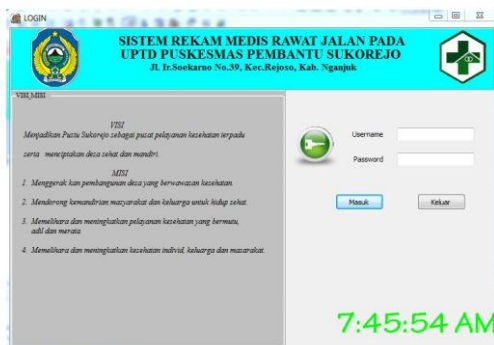 LOGIN
SISTEM REKAM MEDIS RAWAT JALAN PADA
UPTD PUSKESMAS PEMBANTU SUKOREJO
Jl. Ir.Soekarno No.39, Kec.Rejoso, Kab. Nganjuk
VISI,MISI
VISI
Menjadikan Pustu Sukorejo sebagai pusat pelayanan kesehatan terpadu
serta menciptakan desa sehat dan mandiri.
MISI
1. Menggerak kan pembangunan desa yang berwawasan kesehatan.
2. Mendorong kemandirian masyarakat dan keluarga untuk hidup sehat.
3. Memelihara dan meningkatkan pelayanan kesehatan yang bermutu,
adil dan merata
4. Memelihara dan meningkatkan kesehatan individ, keluarga dan masarakat.
Username
Password
Masuk
Keluar
7:45:54 AM